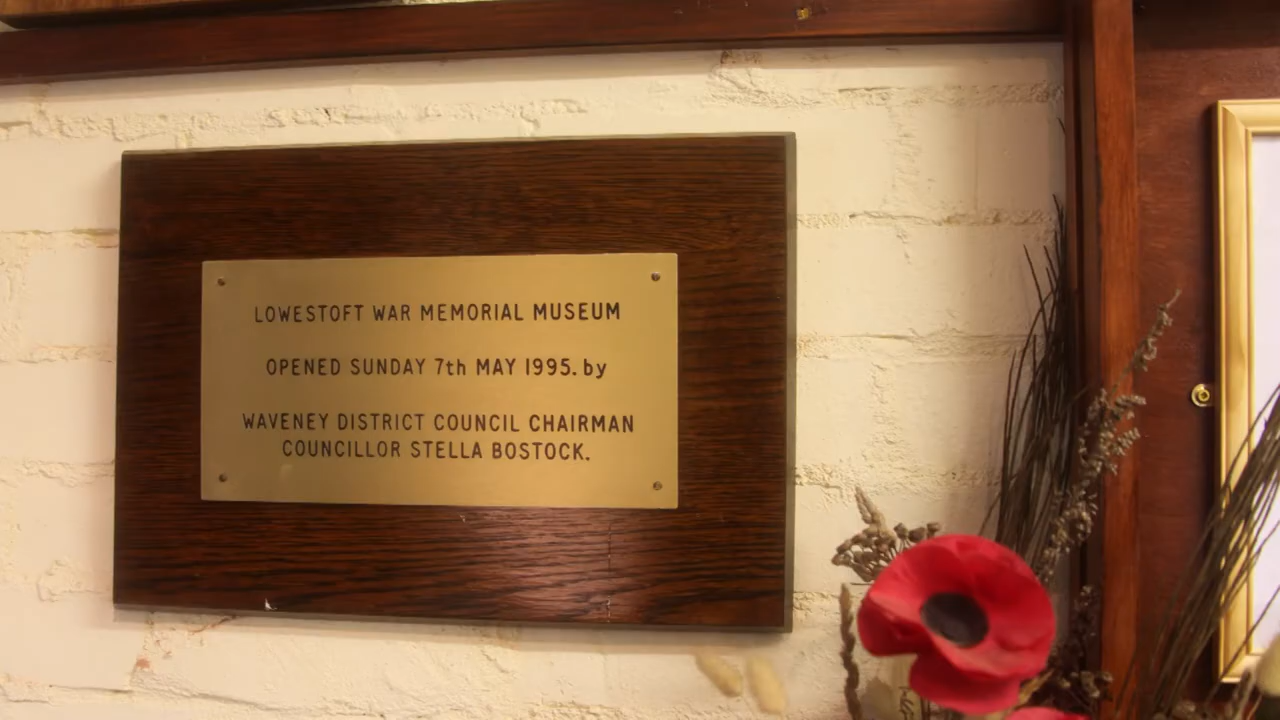 LOWESTOFT WAR MEMORIAL MUSEUM
OPENED SUNDAY 7th MAY 1995. by
WAVENEY DISTRICT COUNCIL CHAIRMAN
COUNCILLOR STELLA BOSTOCK.